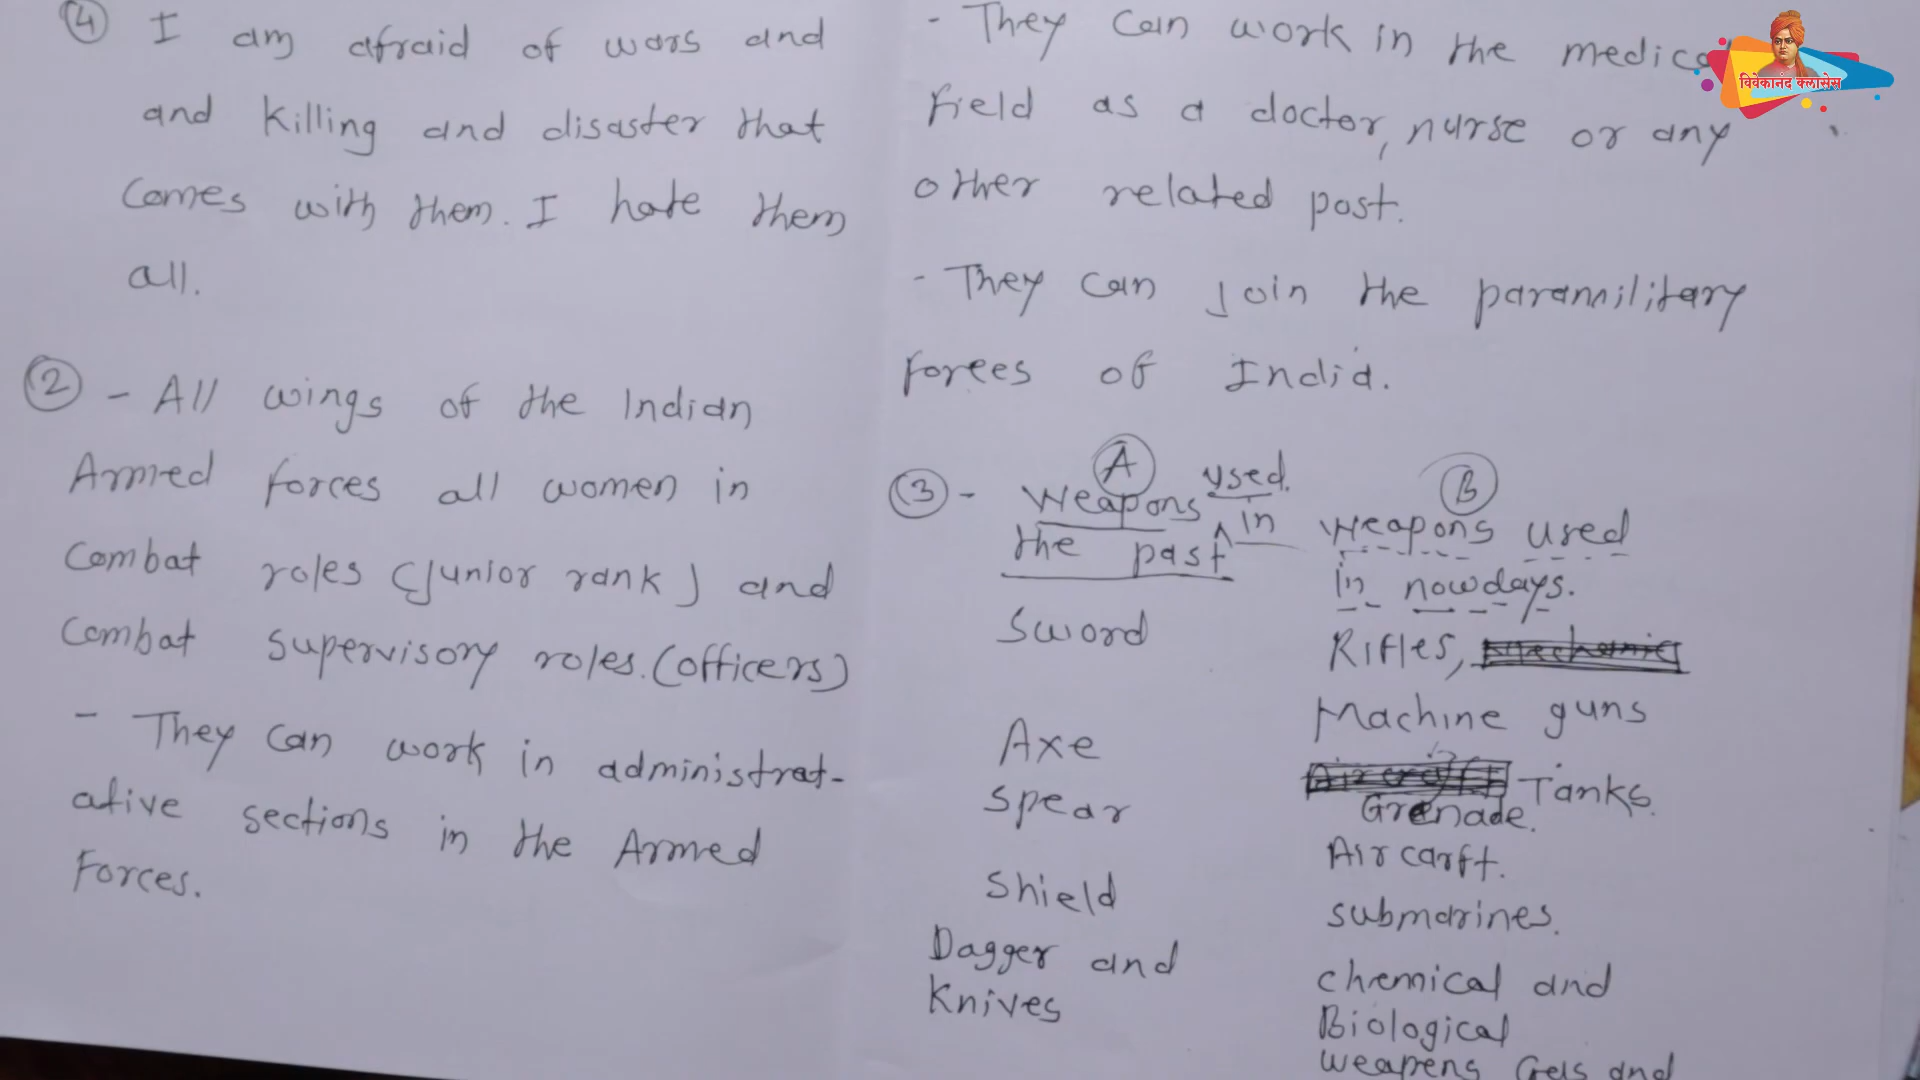 ④ I am afraid of wars and
and killing and disaster that
comes with them. I hate them
all.
② - All wings of the Indian
Armed forces all women in
combat roles (Junior rank) and
combat supervisory roles. (officers)
- They can work in administrat-
ative sections in the Armed
Forces.
- They can work in the medica
field as a doctor, nurse or any
other related post.
- They can join the paramilitary
forces of India.
③ -
Ⓐ
Weapons used
the past ^ in
Sword
Axe
Spear
Shield
Dagger and
Knives
Ⓑ
Weapons used
in nowdays.
Rifles,
Machine guns
Tanks.
Grenade.
Aircarft.
submarines.
chemical and
Biological
weapens and
विवेकानंद क्लासेस